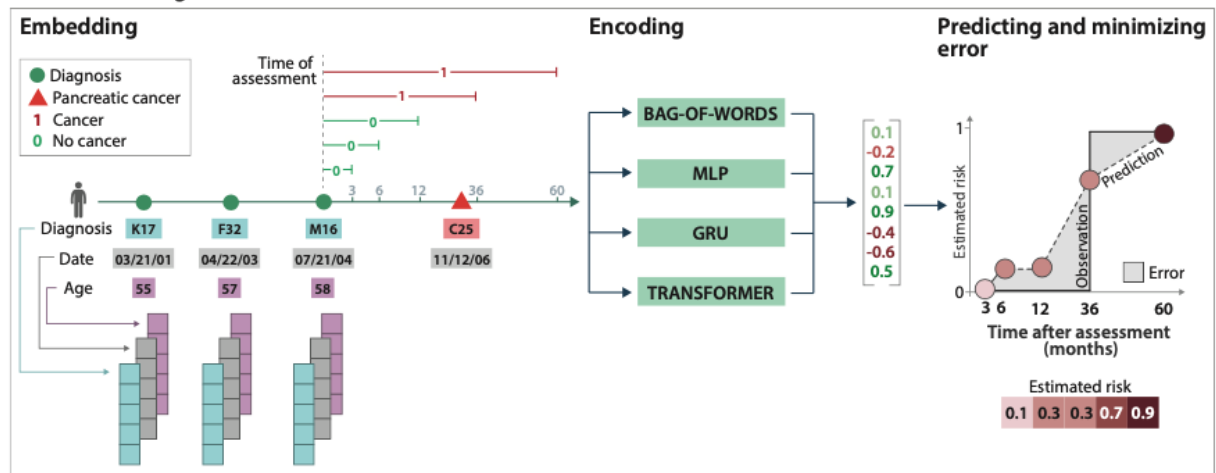 Embedding
Diagnosis
Pancreatic cancer
1 Cancer
0 No cancer
Time of
assessment
1
1
0
0
0
3 6 12 36 60
Diagnosis K17 F32 M16 C25
Date 03/21/01 04/22/03 07/21/04 11/12/06
Age 55 57 58
Encoding
BAG-OF-WORDS
MLP
GRU
TRANSFORMER
0.1
-0.2
0.7
0.1
0.9
-0.4
-0.6
0.5
Predicting and minimizing
error
1
Estimated risk
Observation
Prediction
Error
0
3 6 12 36 60
Time after assessment
(months)
Estimated risk
0.1 0.3 0.3 0.7 0.9